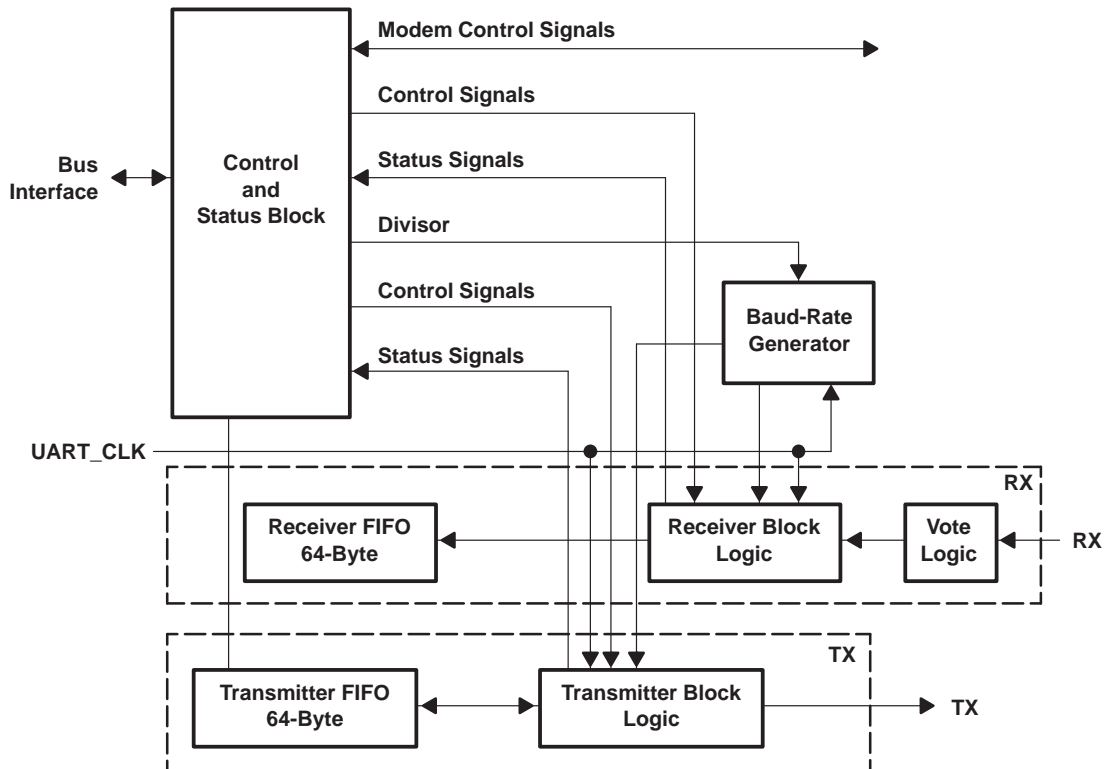 Modem Control Signals
Control Signals
Status Signals
Bus
Interface
Control
and
Status Block
Divisor
Control Signals
Baud-Rate
Generator
Status Signals
UART_CLK
RX
Receiver FIFO
64-Byte
Receiver Block
Logic
Vote
Logic
RX
TX
Transmitter FIFO
64-Byte
Transmitter Block
Logic
TX